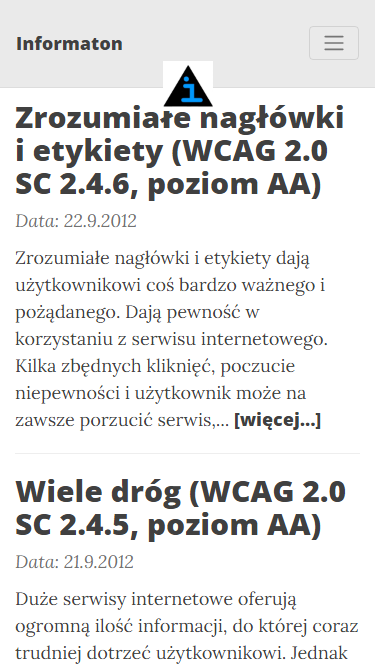 Informaton
Zrozumiałe nagłówki
i etykiety (WCAG 2.0
SC 2.4.6, poziom AA)
Data: 22.9.2012
Zrozumiałe nagłówki i etykiety dają
użytkownikowi coś bardzo ważnego i
pożądanego. Dają pewność w
korzystaniu z serwisu internetowego.
Kilka zbędnych kliknięć, poczucie
niepewności i użytkownik może na
zawsze porzucić serwis,... [więcej...]
Wiele dróg (WCAG 2.0
SC 2.4.5, poziom AA)
Data: 21.9.2012
Duże serwisy internetowe oferują
ogromną ilość informacji, do której coraz
trudniej dotrzeć użytkownikowi. Jednak